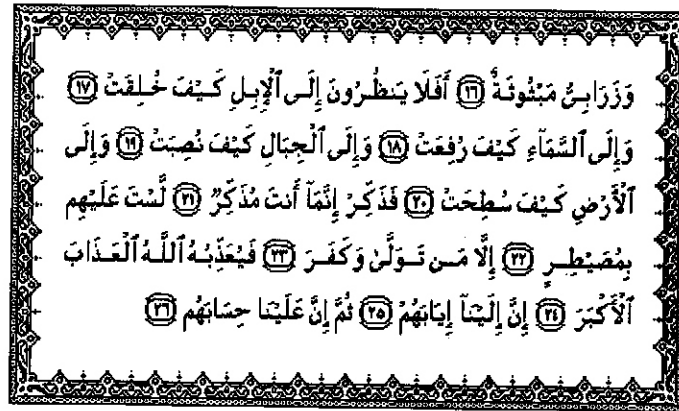 وَزَرَابِىُّ مَبْثُوثَةٌ ١٦ أَفَلَا يَنظُرُونَ إِلَى ٱلْإِبِلِ كَيْفَ خُلِقَتْ ١٧
وَإِلَى ٱلسَّمَآءِ كَيْفَ رُفِعَتْ ١٨ وَإِلَى ٱلْجِبَالِ كَيْفَ نُصِبَتْ ١٩ وَإِلَى
ٱلْأَرْضِ كَيْفَ سُطِحَتْ ٢٠ فَذَكِّرْ إِنَّمَآ أَنتَ مُذَكِّرٌ ٢١ لَّسْتَ عَلَيْهِم
بِمُصَيْطِرٍ ٢٢ إِلَّا مَن تَوَلَّىٰ وَكَفَرَ ٢٣ فَيُعَذِّبُهُ ٱللَّهُ ٱلْعَذَابَ
ٱلْأَكْبَرَ ٢٤ إِنَّ إِلَيْنَآ إِيَابَهُمْ ٢٥ ثُمَّ إِنَّ عَلَيْنَا حِسَابَهُم ٢٦